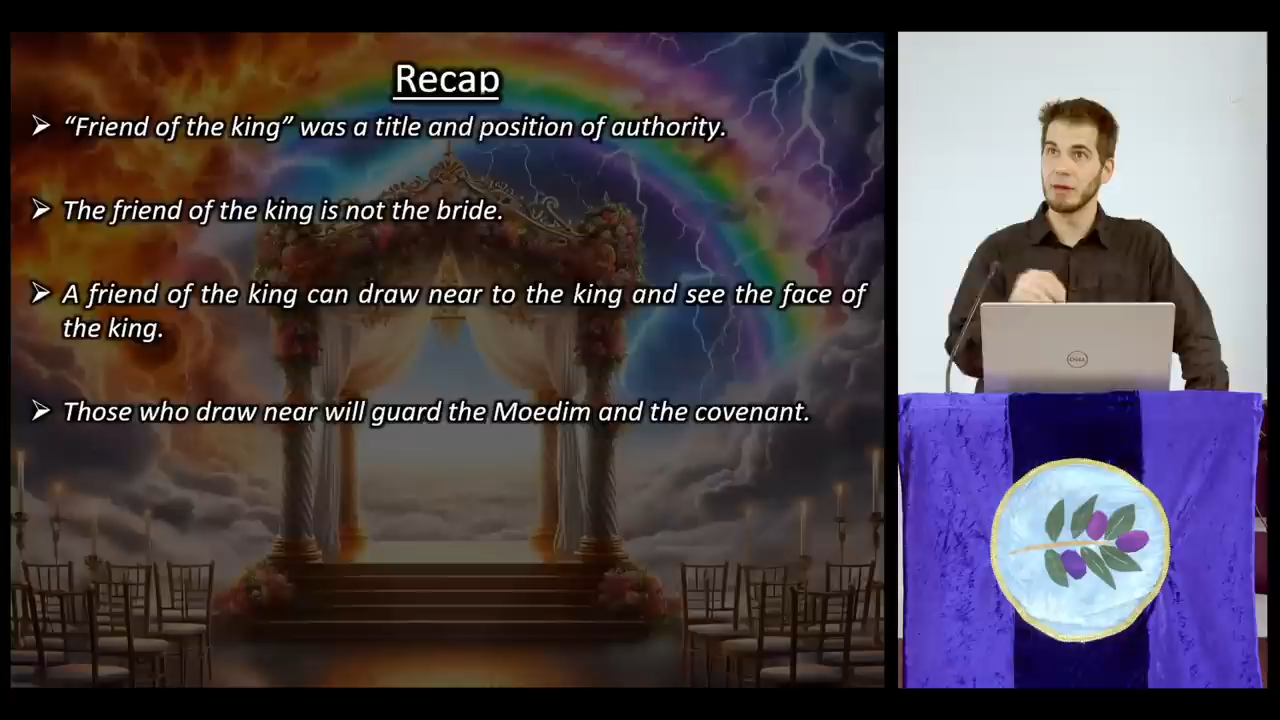 Recap
➢ “Friend of the king” was a title and position of authority.
➢ The friend of the king is not the bride.
➢ A friend of the king can draw near to the king and see the face of
the king.
➢ Those who draw near will guard the Moedim and the covenant.
DELL